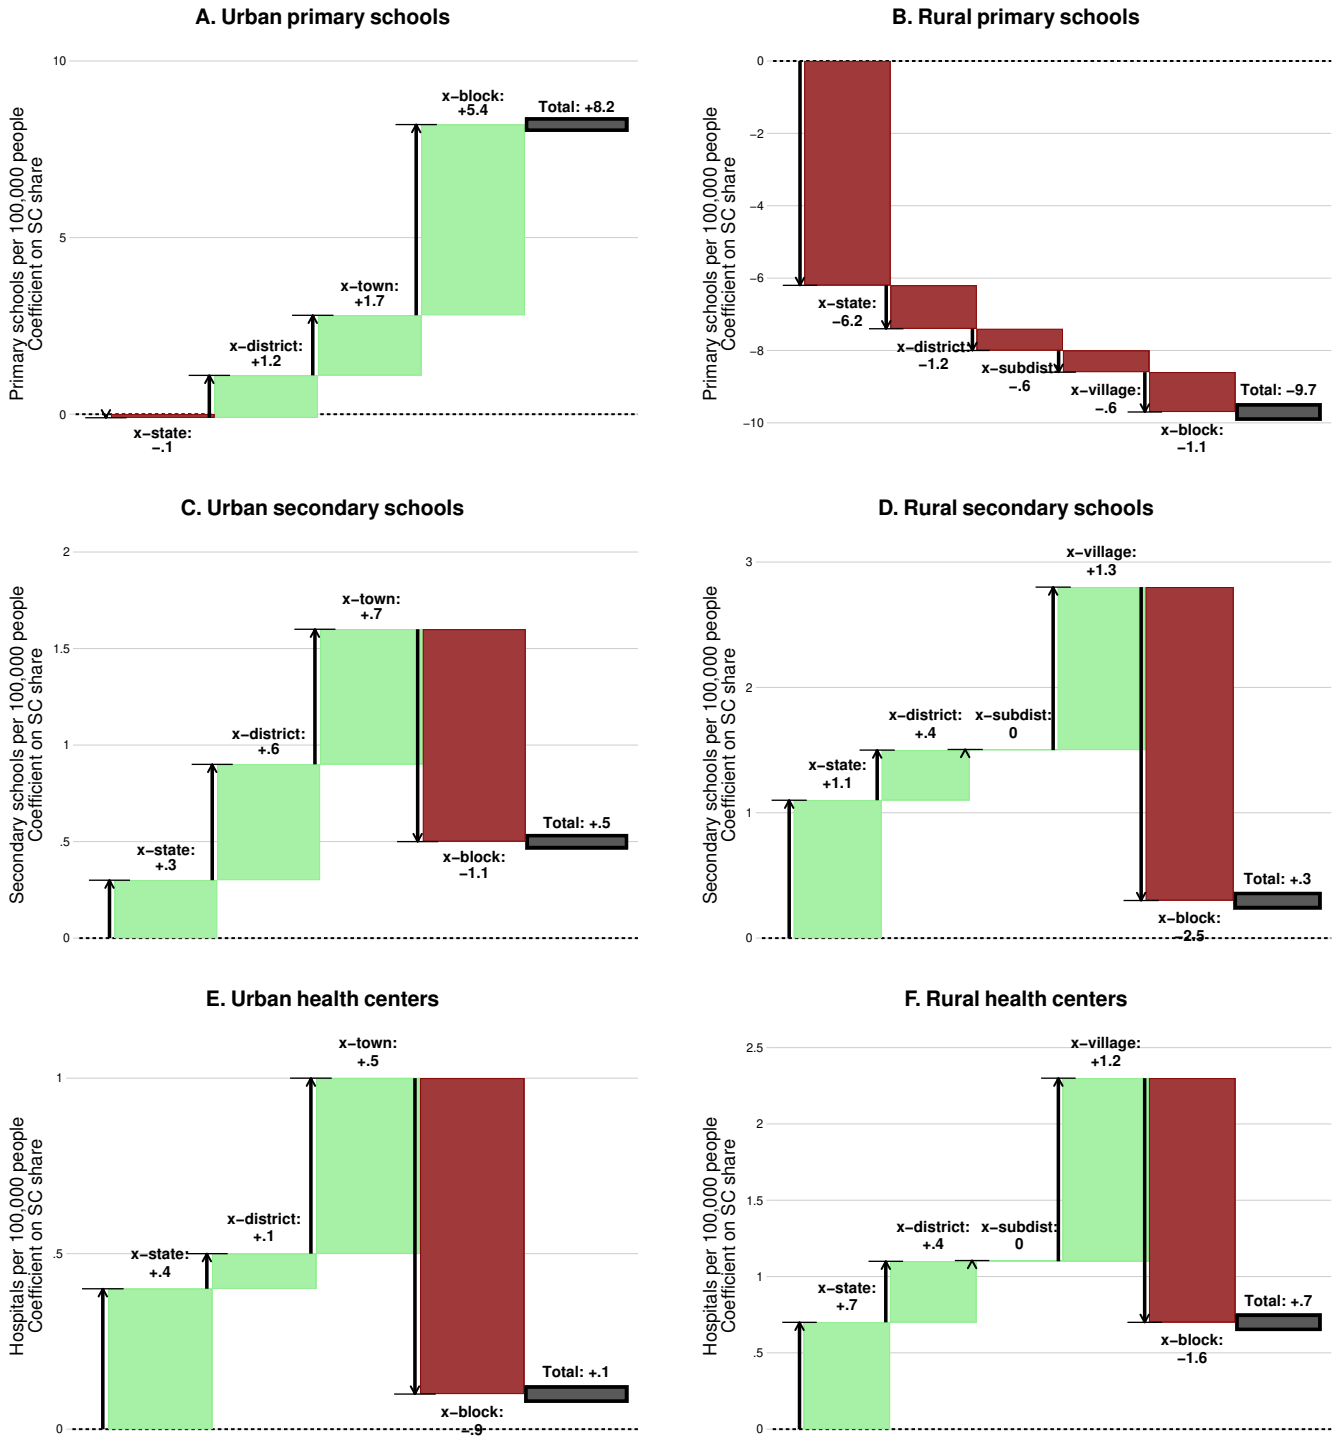 A. Urban primary schools
Primary schools per 100,000 people
Coefficient on SC share
10
5
0
x−state:
−.1
x−district:
+1.2
x−town:
+1.7
x−block:
+5.4
Total: +8.2
B. Rural primary schools
Primary schools per 100,000 people
Coefficient on SC share
0
−2
−4
−6
−8
−10
x−state:
−6.2
x−district:
−1.2
x−subdist:
−.6
x−village:
−.6
x−block:
−1.1
Total: −9.7
C. Urban secondary schools
Secondary schools per 100,000 people
Coefficient on SC share
2
1.5
1
.5
0
x−state:
+.3
x−district:
+.6
x−town:
+.7
x−block:
−1.1
Total: +.5
D. Rural secondary schools
Secondary schools per 100,000 people
Coefficient on SC share
3
2
1
0
x−state:
+1.1
x−district:
+.4
x−subdist:
0
x−village:
+1.3
x−block:
−2.5
Total: +.3
E. Urban health centers
Hospitals per 100,000 people
Coefficient on SC share
1
.5
0
x−state:
+.4
x−district:
+.1
x−town:
+.5
x−block:
−.9
Total: +.1
F. Rural health centers
Hospitals per 100,000 people
Coefficient on SC share
2.5
2
1.5
1
.5
0
x−state:
+.7
x−district:
+.4
x−subdist:
0
x−village:
+1.2
x−block:
−1.6
Total: +.7